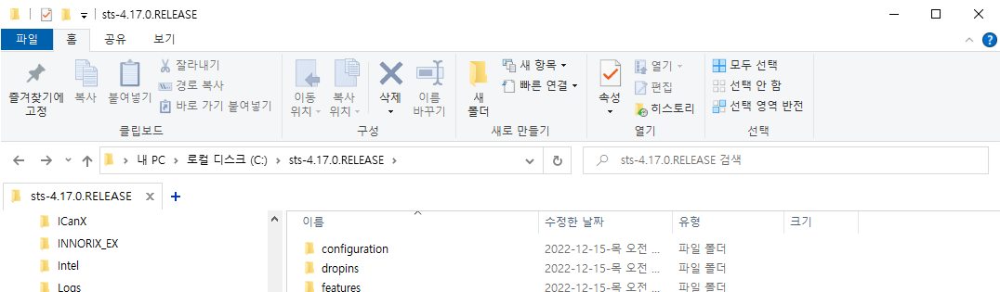 sts-4.17.0.RELEASE
파일 홈 공유 보기
즐겨찾기에 고정
복사
붙여넣기
잘라내기
경로 복사
바로 가기 붙여넣기
클립보드
이동 위치
복사 위치
삭제
이름 바꾸기
구성
새 폴더
새 항목
빠른 연결
새로 만들기
속성
열기
편집
히스토리
열기
모두 선택
선택 안 함
선택 영역 반전
선택
내 PC 로컬 디스크 (C:) sts-4.17.0.RELEASE
sts-4.17.0.RELEASE 검색
sts-4.17.0.RELEASE
ICanX
INNORIX_EX
Intel
Logs
이름 수정한 날짜 유형 크기
configuration 2022-12-15-목 오전 ... 파일 폴더
dropins 2022-12-15-목 오전 ... 파일 폴더
features 2022-12-15-목 오전 ... 파일 폴더